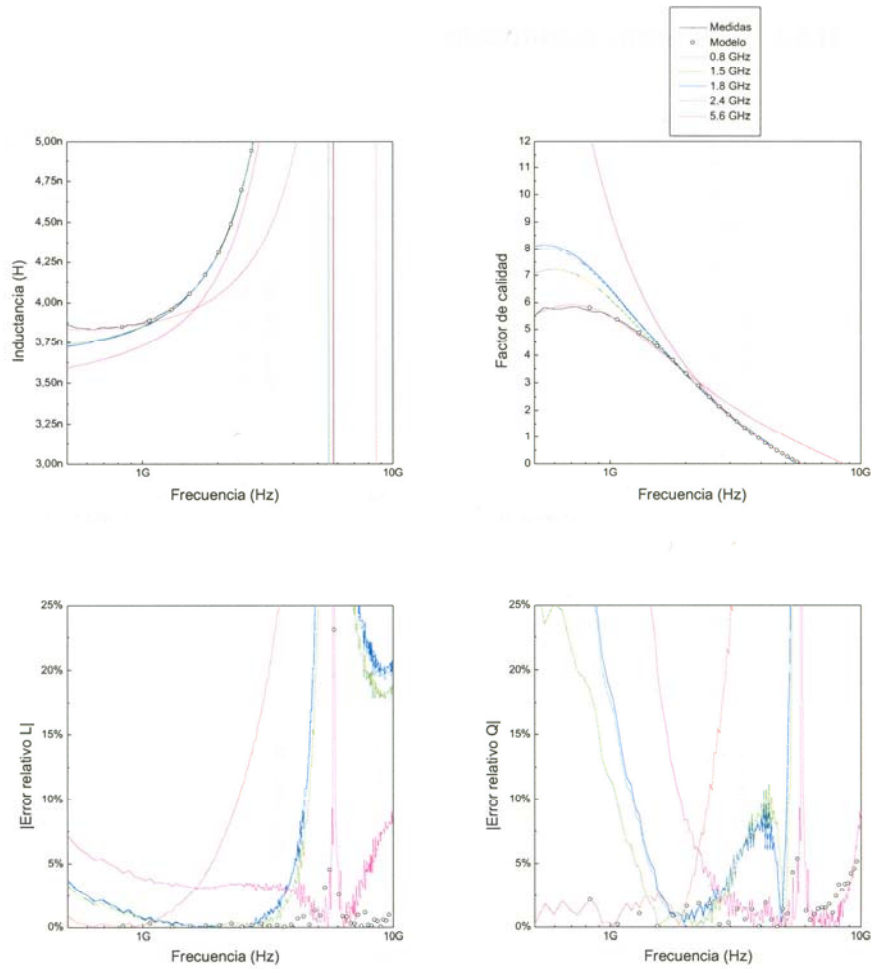 Medidas
Modelo
0.8 GHz
1.5 GHz
1.8 GHz
2.4 GHz
5.6 GHz
5,00n
4,75n
4,50n
4,25n
4,00n
3,75n
3,50n
3,25n
3,00n
Inductancia (H)
1G
10G
Frecuencia (Hz)
12
11
10
9
8
7
6
5
4
3
2
1
0
Factor de calidad
1G
10G
Frecuencia (Hz)
25%
20%
15%
10%
5%
0%
|Error relativo L|
1G
10G
Frecuencia (Hz)
25%
20%
15%
10%
5%
0%
|Error relativo Q|
1G
10G
Frecuencia (Hz)